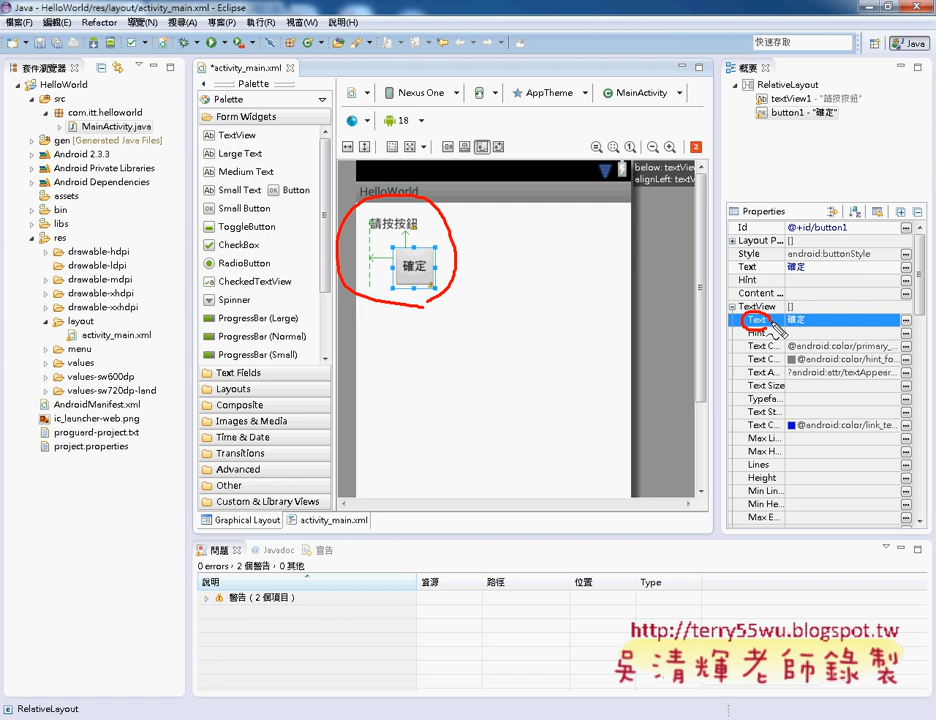 Java - HelloWorld/res/layout/activity_main.xml - Eclipse
檔案(F) 編輯(E) Refactor 導覽(N) 搜尋(A) 專案(P) 執行(R) 視窗(W) 說明(H)
快速存取
Java
套件瀏覽器
HelloWorld
src
com.itt.helloworld
MainActivity.java
gen [Generated Java Files]
Android 2.3.3
Android Private Libraries
Android Dependencies
assets
bin
libs
res
drawable-hdpi
drawable-ldpi
drawable-mdpi
drawable-xhdpi
drawable-xxhdpi
layout
activity_main.xml
menu
values
values-sw600dp
values-sw720dp-land
AndroidManifest.xml
ic_launcher-web.png
proguard-project.txt
project.properties
*activity_main.xml
Palette
Palette
Form Widgets
Ab TextView
Ab Large Text
Ab Medium Text
Ab Small Text OK Button
OK Small Button
ToggleButton
CheckBox
RadioButton
CheckedTextView
Spinner
ProgressBar (Large)
ProgressBar (Normal)
ProgressBar (Small)
Text Fields
Layouts
Composite
Images & Media
Time & Date
Transitions
Advanced
Other
Custom & Library Views
Graphical Layout
activity_main.xml
Nexus One
AppTheme
MainActivity
18
2
HelloWorld
請按按鈕
確定
below: textView
alignLeft: textV
概要
RelativeLayout
Ab textView1 - "請按按鈕"
OK button1 - "確定"
Properties
Id @+id/button1
Layout P... []
Style android:buttonStyle
Text 確定
Hint
Content ...
TextView []
Text 確定
Hint
Text C... @android:color/primary_...
Text C... @android:color/hint_fo...
Text A... ?android:attr/textAppear...
Text Size
Typefa...
Text St...
Text C... @android:color/link_te...
Max Li...
Max H...
Lines
Height
Min Lin...
Min He...
Max E...
問題 @ Javadoc 宣告
0 errors，2 個警告，0 其他
說明 資源 路徑 位置 Type
警告（2 個項目）
http://terry55wu.blogspot.tw
吳清輝老師錄製
RelativeLayout